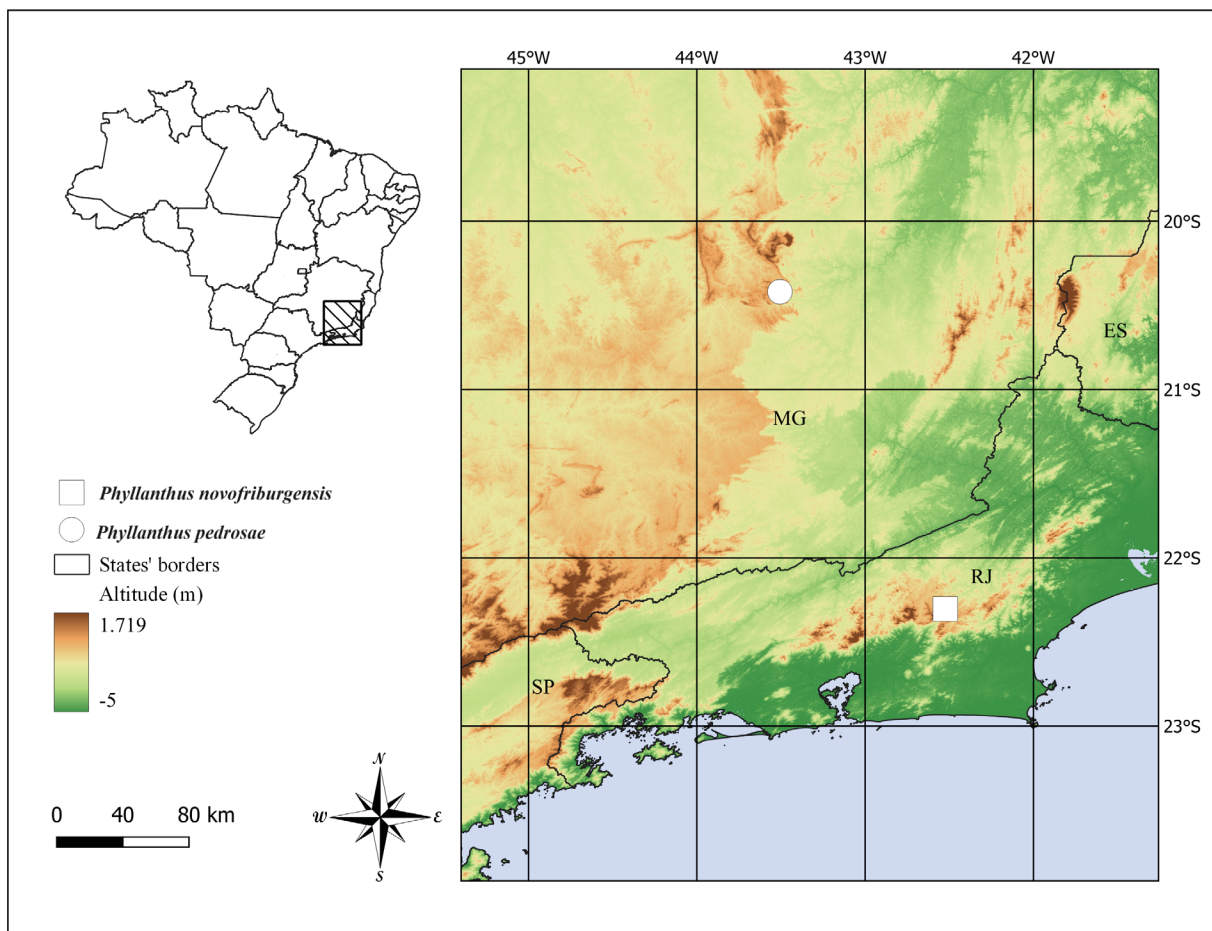 45°W 44°W 43°W 42°W
20°S
ES
21°S
MG
Phyllanthus novofriburgensis
Phyllanthus pedrosae
States' borders
22°S
RJ
Altitude (m)
1.719
SP
-5
23°S
N
0 40 80 km
W ε
S